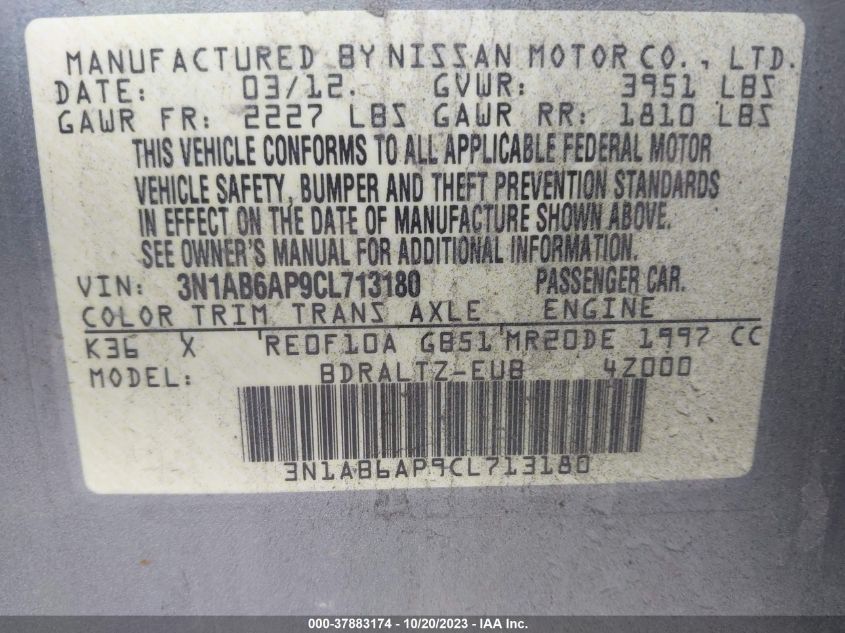 MANUFACTURED BY NISSAN MOTOR CO., LTD.
DATE: 03/12. GVWR: 3951 LBS
GAWR FR: 2227 LBS GAWR RR: 1810 LBS
THIS VEHICLE CONFORMS TO ALL APPLICABLE FEDERAL MOTOR
VEHICLE SAFETY, BUMPER AND THEFT PREVENTION STANDARDS
IN EFFECT ON THE DATE OF MANUFACTURE SHOWN ABOVE.
SEE OWNER'S MANUAL FOR ADDITIONAL INFORMATION.
VIN: 3N1AB6AP9CL713180 PASSENGER CAR.
COLOR TRIM TRANS AXLE ENGINE
K36 X RE0F10A GB51 MR20DE 1997 CC
MODEL: BDRALTZ-EUB 4Z000
3N1AB6AP9CL713180
000-37883174 - 10/20/2023 - IAA Inc.